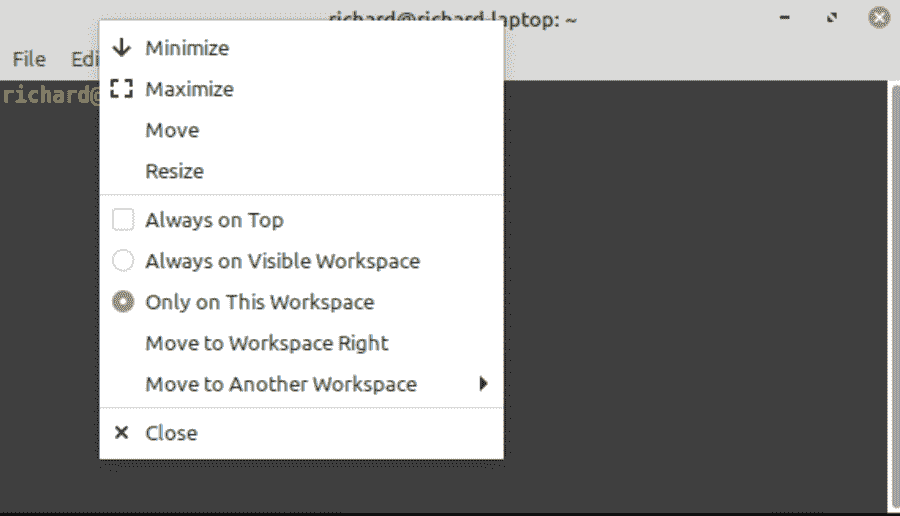 richard@richard-laptop: ~
File Edi
richard@
Minimize
Maximize
Move
Resize
Always on Top
Always on Visible Workspace
Only on This Workspace
Move to Workspace Right
Move to Another Workspace
Close